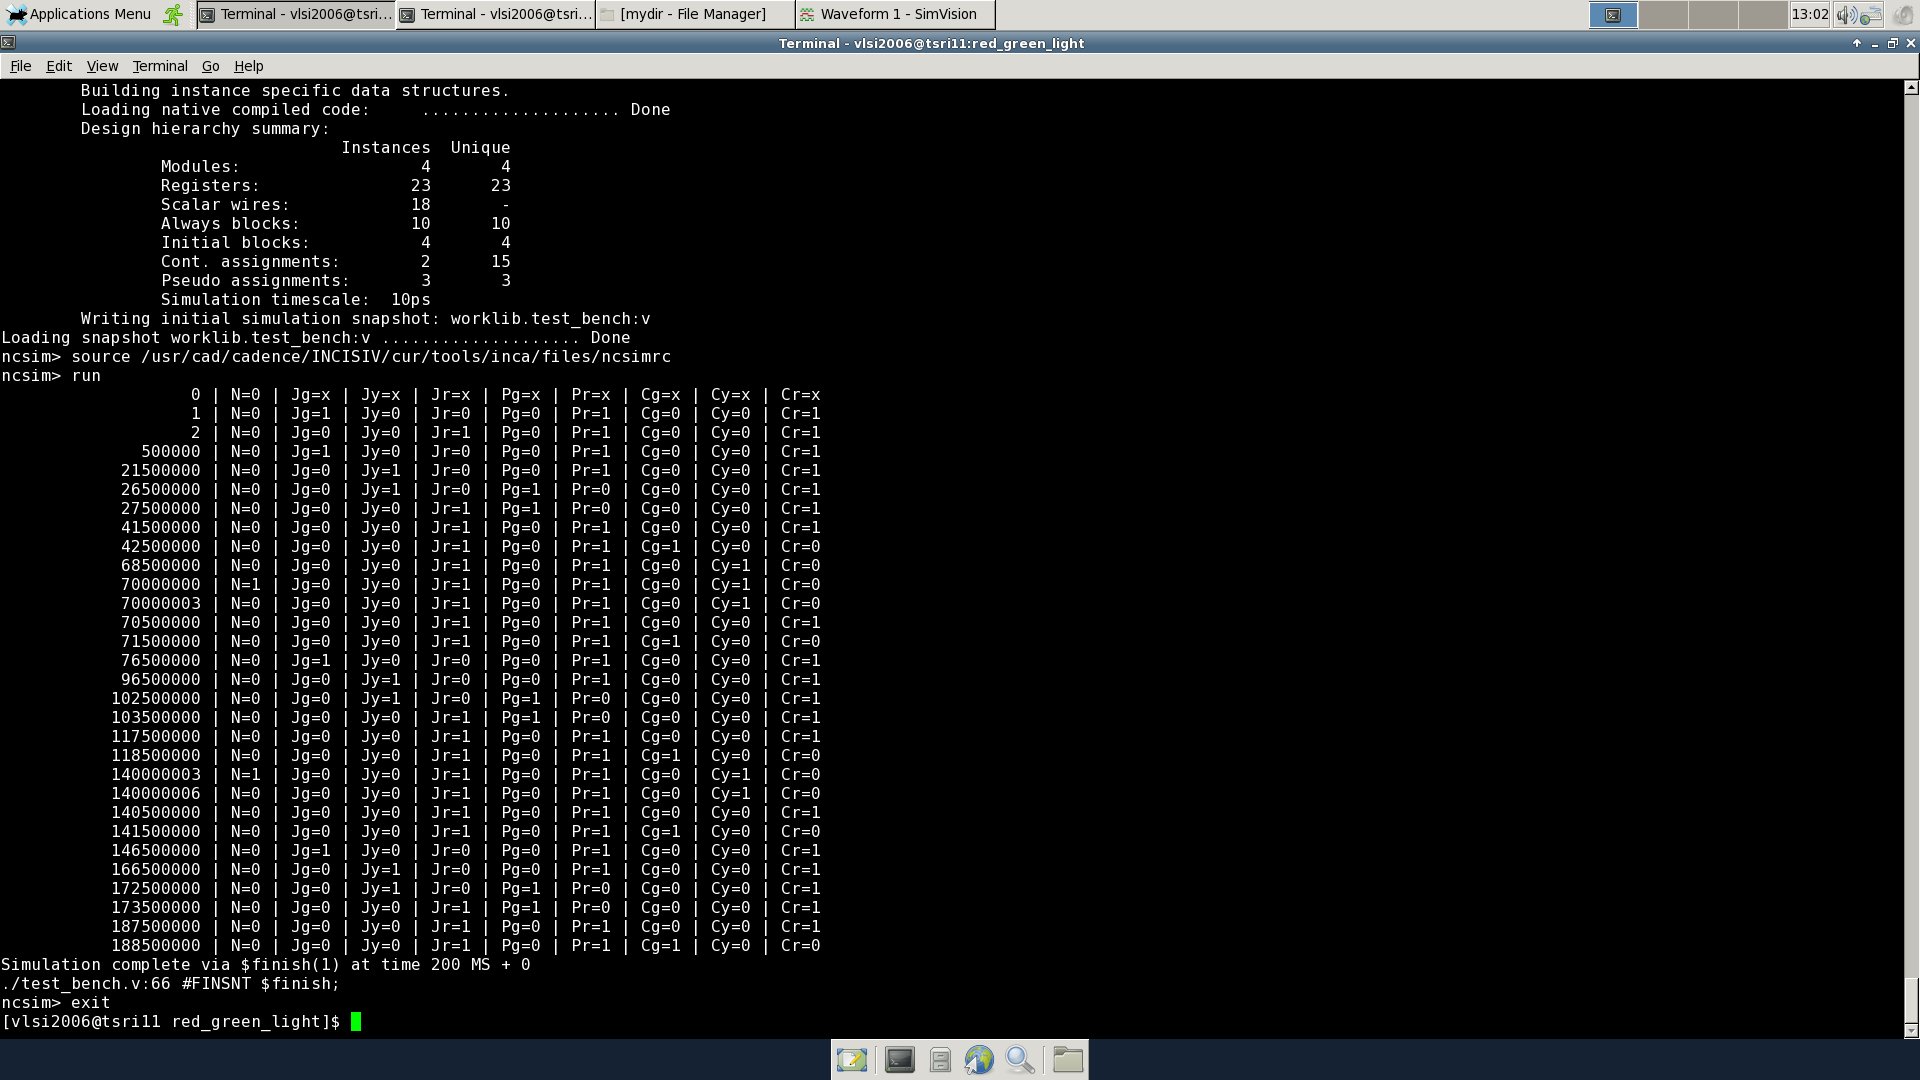 Applications Menu Terminal - vlsi2006@tsri... Terminal - vlsi2006@tsri... [mydir - File Manager] Waveform 1 - SimVision 13:02
Terminal - vlsi2006@tsri11:red_green_light
File Edit View Terminal Go Help
Building instance specific data structures.
Loading native compiled code: .................... Done
Design hierarchy summary:
Instances Unique
Modules: 4 4
Registers: 23 23
Scalar wires: 18 -
Always blocks: 10 10
Initial blocks: 4 4
Cont. assignments: 2 15
Pseudo assignments: 3 3
Simulation timescale: 10ps
Writing initial simulation snapshot: worklib.test_bench:v
Loading snapshot worklib.test_bench:v .................... Done
ncsim> source /usr/cad/cadence/INCISIV/cur/tools/inca/files/ncsimrc
ncsim> run
0 | N=0 | Jg=x | Jy=x | Jr=x | Pg=x | Pr=x | Cg=x | Cy=x | Cr=x
1 | N=0 | Jg=1 | Jy=0 | Jr=0 | Pg=0 | Pr=1 | Cg=0 | Cy=0 | Cr=1
2 | N=0 | Jg=0 | Jy=0 | Jr=1 | Pg=0 | Pr=1 | Cg=0 | Cy=0 | Cr=1
500000 | N=0 | Jg=1 | Jy=0 | Jr=0 | Pg=0 | Pr=1 | Cg=0 | Cy=0 | Cr=1
21500000 | N=0 | Jg=0 | Jy=1 | Jr=0 | Pg=0 | Pr=1 | Cg=0 | Cy=0 | Cr=1
26500000 | N=0 | Jg=0 | Jy=1 | Jr=0 | Pg=1 | Pr=0 | Cg=0 | Cy=0 | Cr=1
27500000 | N=0 | Jg=0 | Jy=0 | Jr=1 | Pg=1 | Pr=0 | Cg=0 | Cy=0 | Cr=1
41500000 | N=0 | Jg=0 | Jy=0 | Jr=1 | Pg=0 | Pr=1 | Cg=0 | Cy=0 | Cr=1
42500000 | N=0 | Jg=0 | Jy=0 | Jr=1 | Pg=0 | Pr=1 | Cg=1 | Cy=0 | Cr=0
68500000 | N=0 | Jg=0 | Jy=0 | Jr=1 | Pg=0 | Pr=1 | Cg=0 | Cy=1 | Cr=0
70000000 | N=1 | Jg=0 | Jy=0 | Jr=1 | Pg=0 | Pr=1 | Cg=0 | Cy=1 | Cr=0
70000003 | N=0 | Jg=0 | Jy=0 | Jr=1 | Pg=0 | Pr=1 | Cg=0 | Cy=1 | Cr=0
70500000 | N=0 | Jg=0 | Jy=0 | Jr=1 | Pg=0 | Pr=1 | Cg=0 | Cy=0 | Cr=1
71500000 | N=0 | Jg=0 | Jy=0 | Jr=1 | Pg=0 | Pr=1 | Cg=1 | Cy=0 | Cr=0
76500000 | N=0 | Jg=1 | Jy=0 | Jr=0 | Pg=0 | Pr=1 | Cg=0 | Cy=0 | Cr=1
96500000 | N=0 | Jg=0 | Jy=1 | Jr=0 | Pg=0 | Pr=1 | Cg=0 | Cy=0 | Cr=1
102500000 | N=0 | Jg=0 | Jy=1 | Jr=0 | Pg=1 | Pr=0 | Cg=0 | Cy=0 | Cr=1
103500000 | N=0 | Jg=0 | Jy=0 | Jr=1 | Pg=1 | Pr=0 | Cg=0 | Cy=0 | Cr=1
117500000 | N=0 | Jg=0 | Jy=0 | Jr=1 | Pg=0 | Pr=1 | Cg=0 | Cy=0 | Cr=1
118500000 | N=0 | Jg=0 | Jy=0 | Jr=1 | Pg=0 | Pr=1 | Cg=1 | Cy=0 | Cr=0
140000003 | N=1 | Jg=0 | Jy=0 | Jr=1 | Pg=0 | Pr=1 | Cg=0 | Cy=1 | Cr=0
140000006 | N=0 | Jg=0 | Jy=0 | Jr=1 | Pg=0 | Pr=1 | Cg=0 | Cy=1 | Cr=0
140500000 | N=0 | Jg=0 | Jy=0 | Jr=1 | Pg=0 | Pr=1 | Cg=0 | Cy=0 | Cr=1
141500000 | N=0 | Jg=0 | Jy=0 | Jr=1 | Pg=0 | Pr=1 | Cg=1 | Cy=0 | Cr=0
146500000 | N=0 | Jg=1 | Jy=0 | Jr=0 | Pg=0 | Pr=1 | Cg=0 | Cy=0 | Cr=1
166500000 | N=0 | Jg=0 | Jy=1 | Jr=0 | Pg=0 | Pr=1 | Cg=0 | Cy=0 | Cr=1
172500000 | N=0 | Jg=0 | Jy=1 | Jr=0 | Pg=1 | Pr=0 | Cg=0 | Cy=0 | Cr=1
173500000 | N=0 | Jg=0 | Jy=0 | Jr=1 | Pg=1 | Pr=0 | Cg=0 | Cy=0 | Cr=1
187500000 | N=0 | Jg=0 | Jy=0 | Jr=1 | Pg=0 | Pr=1 | Cg=0 | Cy=0 | Cr=1
188500000 | N=0 | Jg=0 | Jy=0 | Jr=1 | Pg=0 | Pr=1 | Cg=1 | Cy=0 | Cr=0
Simulation complete via $finish(1) at time 200 MS + 0
./test_bench.v:66 #FINSNT $finish;
ncsim> exit
[vlsi2006@tsri11 red_green_light]$